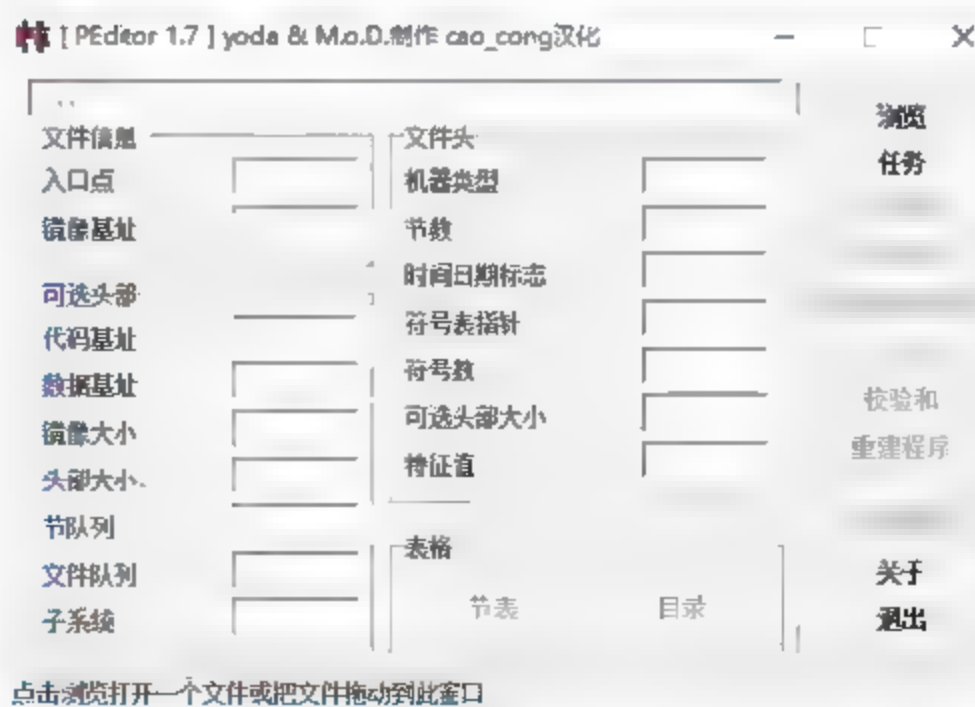 [ PEditor 1.7 ] yoda & M.o.D.制作 cao_cong汉化
..
浏览
任务
文件信息
入口点
镜像基址
可选头部
代码基址
数据基址
镜像大小
头部大小
节队列
文件队列
子系统
文件头
机器类型
节数
时间日期标志
符号表指针
符号数
可选头部大小
特征值
表格
节表
目录
校验和
重建程序
关于
退出
点击浏览打开一个文件或把文件拖动到此窗口